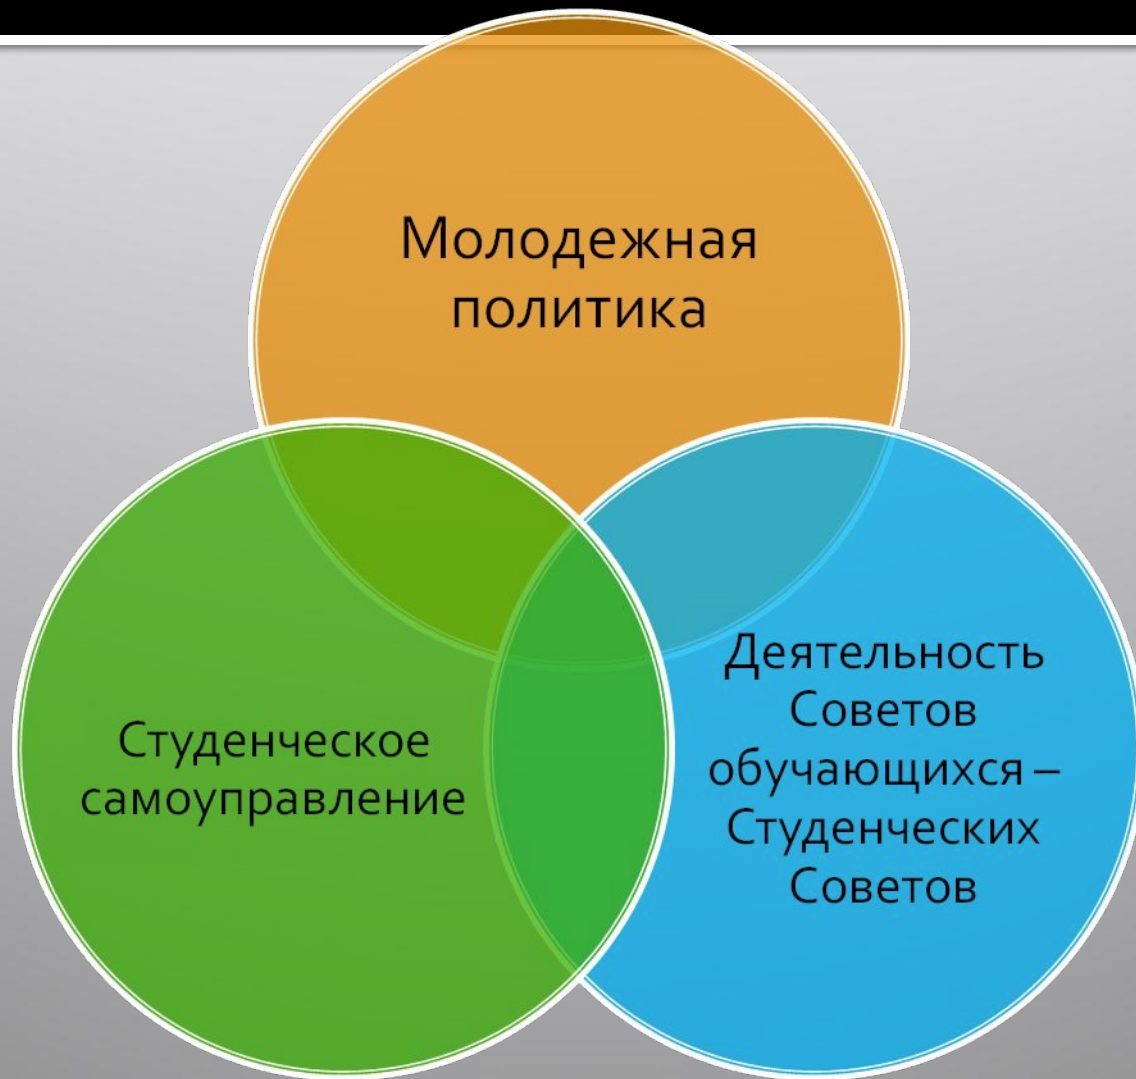 Молодежная
политика
Студенческое
самоуправление
Деятельность
Советов
обучающихся –
Студенческих
Советов